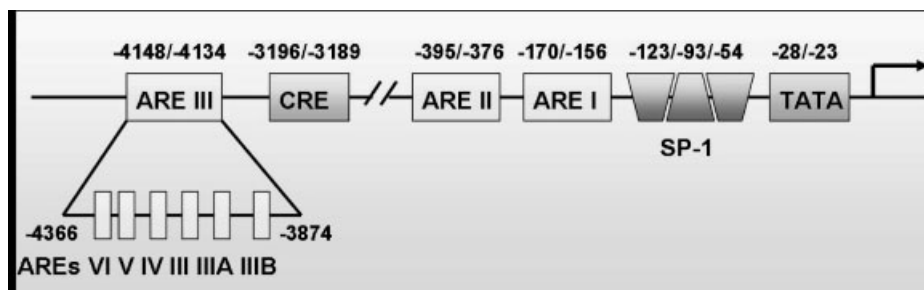 -4148/-4134 -3196/-3189 -395/-376 -170/-156 -123/-93/-54 -28/-23
ARE III CRE ARE II ARE I TATA
SP-1
-4366 -3874
AREs VI V IV III IIIA IIIB